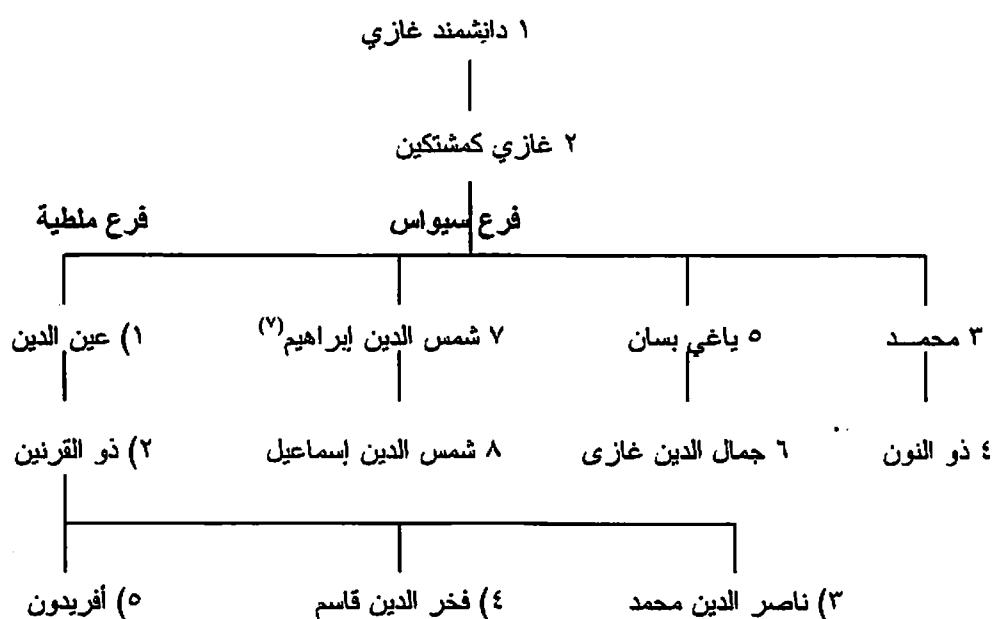 ١ دانشمند غازي
٢ غازي كمشتكين
فرع سيواس فرع ملطية
٣ محمــد ٥ ياغي بسان ٧ شمس الدين إبراهيم(٧) ١) عين الدين
٤ ذو النون ٦ جمال الدين غازى ٨ شمس الدين إسماعيل ٢) ذو القرنين
٣) ناصر الدين محمد ٤) فخر الدين قاسم ٥) أفريدون